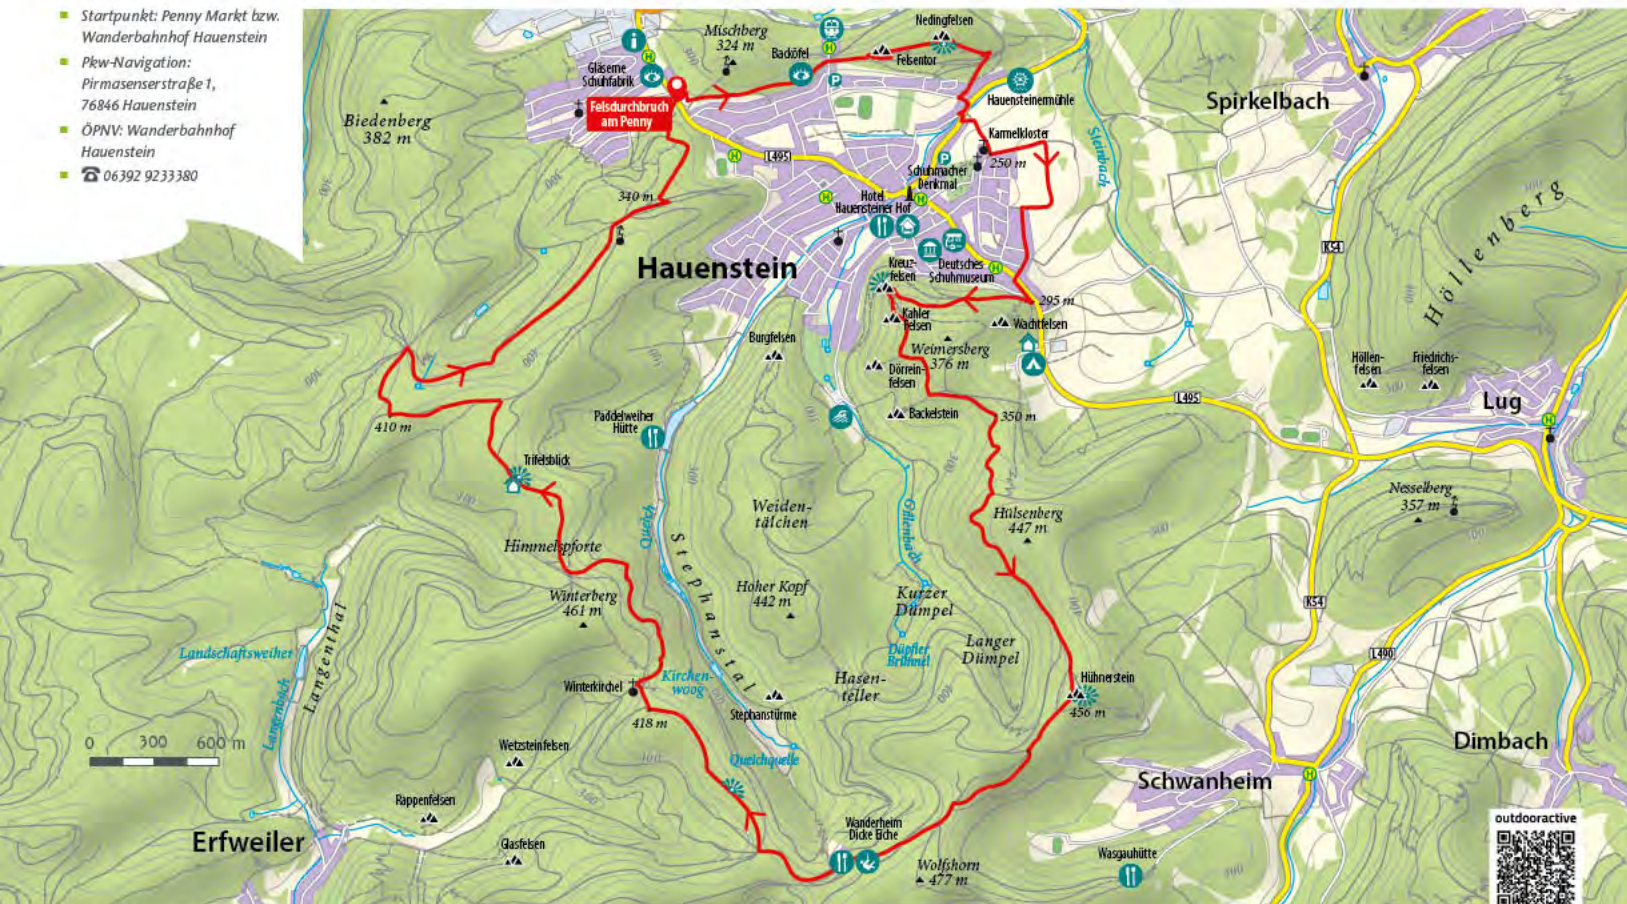 Startpunkt: Penny Markt bzw.
Wanderbahnhof Hauenstein
Pkw-Navigation:
Pirmasenserstraße 1,
76846 Hauenstein
ÖPNV: Wanderbahnhof
Hauenstein
☎ 06392 9233380
Nedingfelsen
Mischberg
324 m
300
Backöfel
Felsentor
Gläserne
Schuhfabrik
Felsdurchbruch
am Penny
Hauensteinermühle
Spirkelbach
Biedenberg
382 m
Karmelkloster
250 m
Steinbach
L495
Schuhmacher
Denkmal
Hotel
Hauensteiner Hof
340 m
Höllenberg
K54
Hauenstein
Kreuz-
felsen
Deutsches
Schuhmuseum
295 m
Kahler
Felsen
Wachtfelsen
Burgfelsen
Weimersberg
376 m
Höllen-
felsen
Friedrichs-
felsen
Dörrein-
felsen
Lug
L495
Backelstein
350 m
Paddelweiher
Hütte
410 m
Trifelsblick
Nesselberg
357 m
Weiden-
tälchen
Hülsenberg
447 m
Queich
Gillenbach
Stephanstal
Himmelspforte
Winterberg
461 m
Hoher Kopf
442 m
Kurzer
Dümpel
K54
Langenthal
Landschaftsweiher
Langer
Dümpel
L490
Düpfler
Brünnel
Winterkirchel
Kirchen-
woog
Hasen-
teller
Hühnerstein
456 m
Langenbach
418 m
Stephanstürme
0 300 600 m
Wetzsteinfelsen
Queichquelle
Dimbach
Schwanheim
Rappenfelsen
outdooractive
Erfweiler
Glasfelsen
Wanderheim
Dicke Eiche
Wolfshorn
477 m
Wasgauhütte